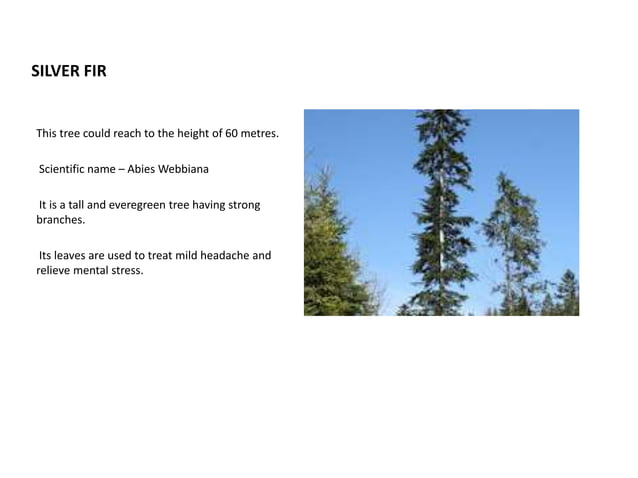 SILVER FIR
This tree could reach to the height of 60 metres.
Scientific name – Abies Webbiana
It is a tall and everegreen tree having strong
branches.
Its leaves are used to treat mild headache and
relieve mental stress.